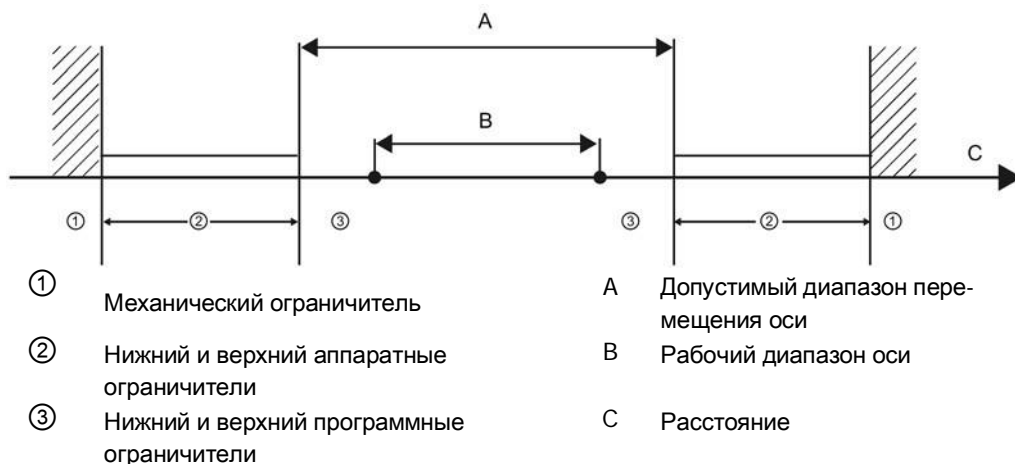 A
B
C
① ② ③ ③ ② ①
① Механический ограничитель
A Допустимый диапазон пере-
мещения оси
② Нижний и верхний аппаратные
ограничители
B Рабочий диапазон оси
③ Нижний и верхний программные
ограничители
C Расстояние